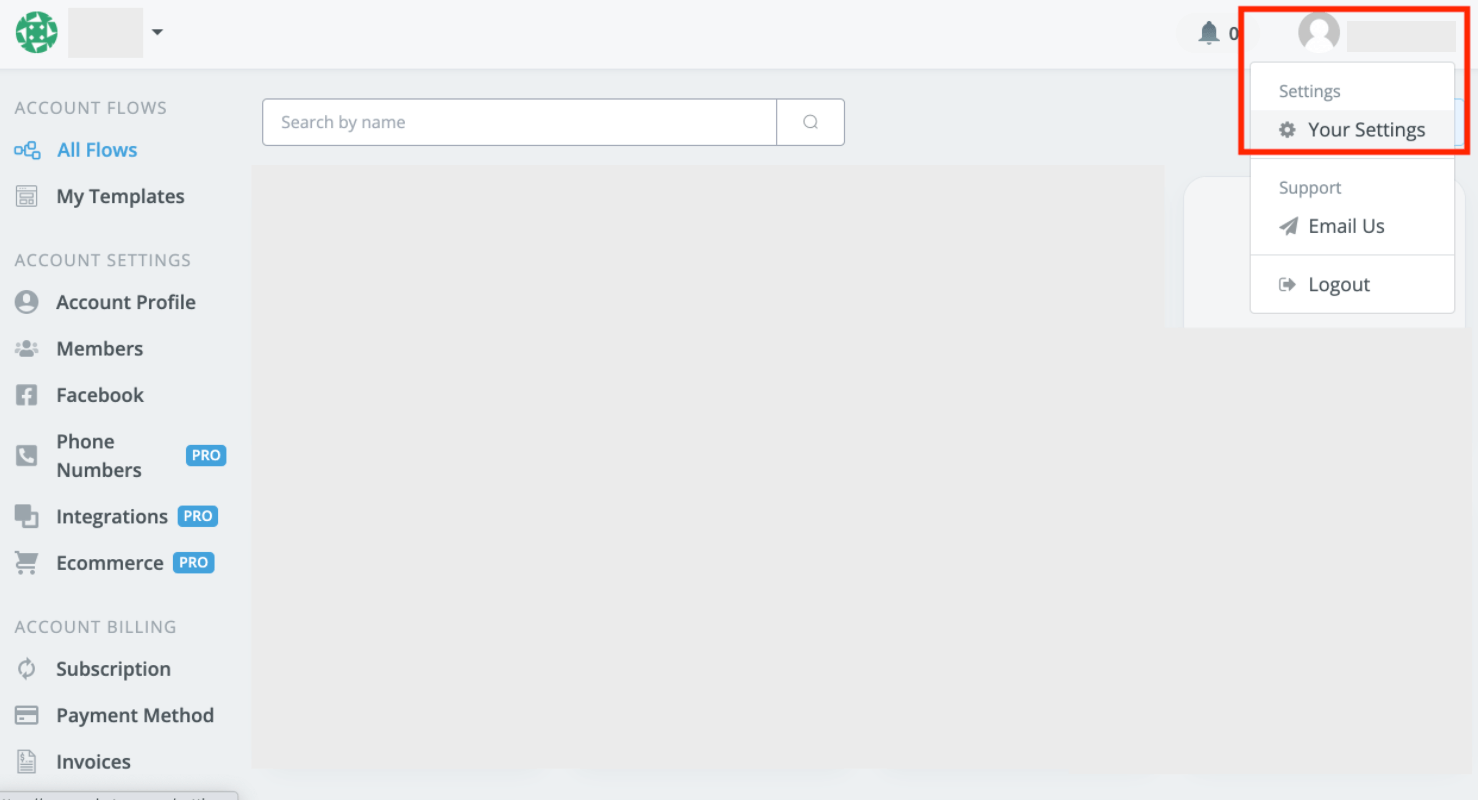 0
ACCOUNT FLOWS
All Flows
My Templates
ACCOUNT SETTINGS
Account Profile
Members
Facebook
Phone
Numbers
PRO
Integrations PRO
Ecommerce PRO
ACCOUNT BILLING
Subscription
Payment Method
Invoices
Search by name
Settings
Your Settings
Support
Email Us
Logout